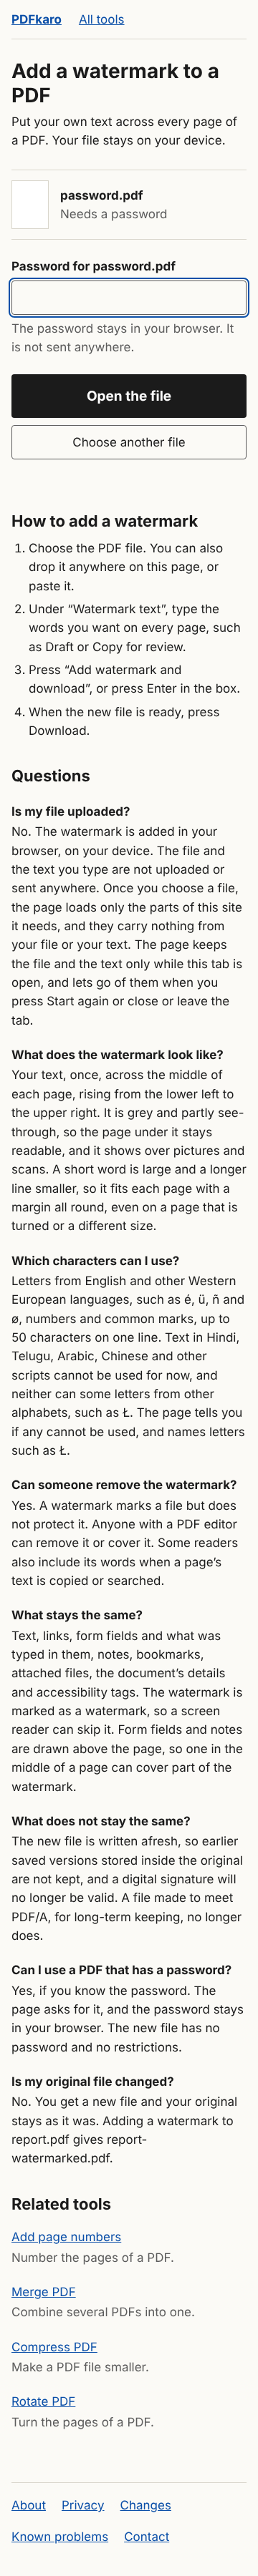 PDFkaro All tools
Add a watermark to a
PDF
Put your own text across every page of
a PDF. Your file stays on your device.
password.pdf
Needs a password
Password for password.pdf
The password stays in your browser. It
is not sent anywhere.
Open the file
Choose another file
How to add a watermark
1. Choose the PDF file. You can also
drop it anywhere on this page, or
paste it.
2. Under “Watermark text”, type the
words you want on every page, such
as Draft or Copy for review.
3. Press “Add watermark and
download”, or press Enter in the box.
4. When the new file is ready, press
Download.
Questions
Is my file uploaded?
No. The watermark is added in your
browser, on your device. The file and
the text you type are not uploaded or
sent anywhere. Once you choose a file,
the page loads only the parts of this site
it needs, and they carry nothing from
your file or your text. The page keeps
the file and the text only while this tab is
open, and lets go of them when you
press Start again or close or leave the
tab.
What does the watermark look like?
Your text, once, across the middle of
each page, rising from the lower left to
the upper right. It is grey and partly see-
through, so the page under it stays
readable, and it shows over pictures and
scans. A short word is large and a longer
line smaller, so it fits each page with a
margin all round, even on a page that is
turned or a different size.
Which characters can I use?
Letters from English and other Western
European languages, such as é, ü, ñ and
ø, numbers and common marks, up to
50 characters on one line. Text in Hindi,
Telugu, Arabic, Chinese and other
scripts cannot be used for now, and
neither can some letters from other
alphabets, such as Ł. The page tells you
if any cannot be used, and names letters
such as Ł.
Can someone remove the watermark?
Yes. A watermark marks a file but does
not protect it. Anyone with a PDF editor
can remove it or cover it. Some readers
also include its words when a page’s
text is copied or searched.
What stays the same?
Text, links, form fields and what was
typed in them, notes, bookmarks,
attached files, the document’s details
and accessibility tags. The watermark is
marked as a watermark, so a screen
reader can skip it. Form fields and notes
are drawn above the page, so one in the
middle of a page can cover part of the
watermark.
What does not stay the same?
The new file is written afresh, so earlier
saved versions stored inside the original
are not kept, and a digital signature will
no longer be valid. A file made to meet
PDF/A, for long-term keeping, no longer
does.
Can I use a PDF that has a password?
Yes, if you know the password. The
page asks for it, and the password stays
in your browser. The new file has no
password and no restrictions.
Is my original file changed?
No. You get a new file and your original
stays as it was. Adding a watermark to
report.pdf gives report-
watermarked.pdf.
Related tools
Add page numbers
Number the pages of a PDF.
Merge PDF
Combine several PDFs into one.
Compress PDF
Make a PDF file smaller.
Rotate PDF
Turn the pages of a PDF.
About Privacy Changes
Known problems Contact